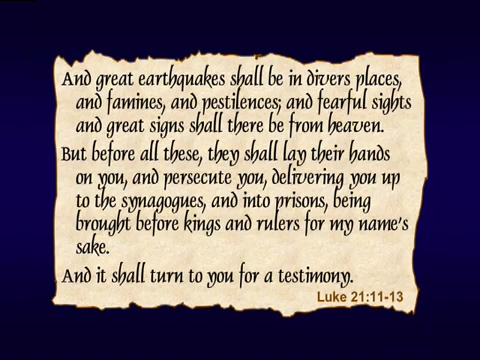 And great earthquakes shall be in divers places,
and famines, and pestilences; and fearful sights
and great signs shall there be from heaven.
But before all these, they shall lay their hands
on you, and persecute you, delivering you up
to the synagogues, and into prisons, being
brought before kings and rulers for my name's
sake.
And it shall turn to you for a testimony.
Luke 21:11-13